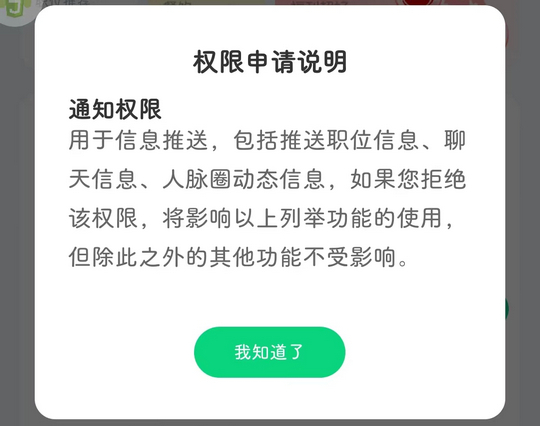 权限申请说明
通知权限
用于信息推送，包括推送职位信息、聊
天信息、人脉圈动态信息，如果您拒绝
该权限，将影响以上列举功能的使用，
但除此之外的其他功能不受影响。
我知道了